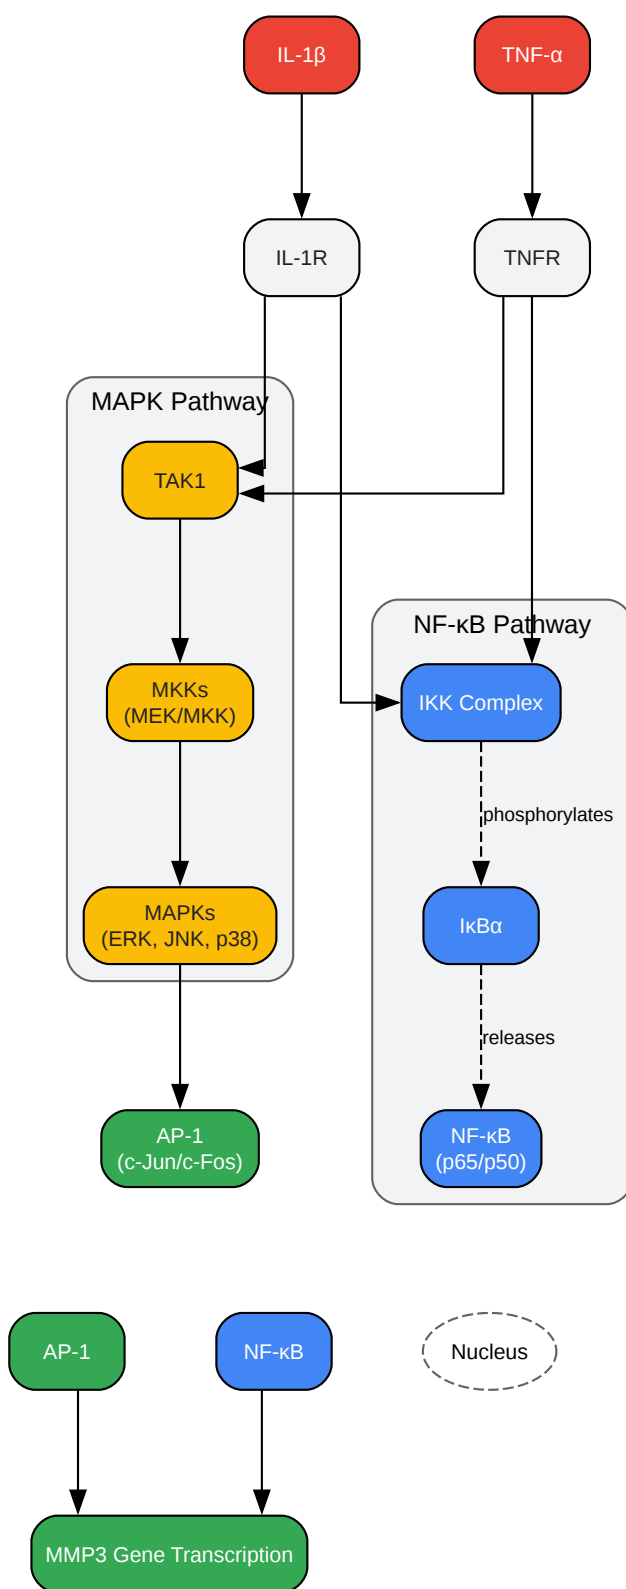 IL-1β
TNF-α
IL-1R
TNFR
MAPK Pathway
TAK1
NF-κB Pathway
MKKs
(MEK/MKK)
IKK Complex
phosphorylates
MAPKs
(ERK, JNK, p38)
IκBα
releases
AP-1
(c-Jun/c-Fos)
NF-κB
(p65/p50)
AP-1
NF-κB
Nucleus
MMP3 Gene Transcription